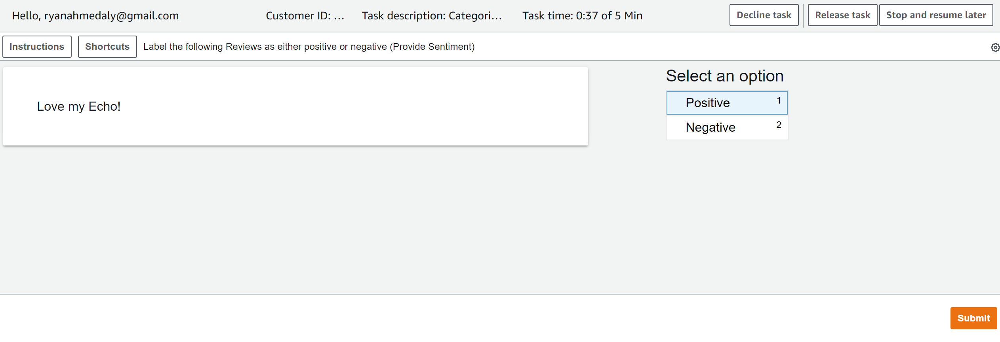 Hello, ryanahmedaly@gmail.com Customer ID: ... Task description: Categori... Task time: 0:37 of 5 Min Decline task Release task Stop and resume later
Instructions Shortcuts Label the following Reviews as either positive or negative (Provide Sentiment)
Select an option
Love my Echo!
Positive 1
Negative 2
Submit